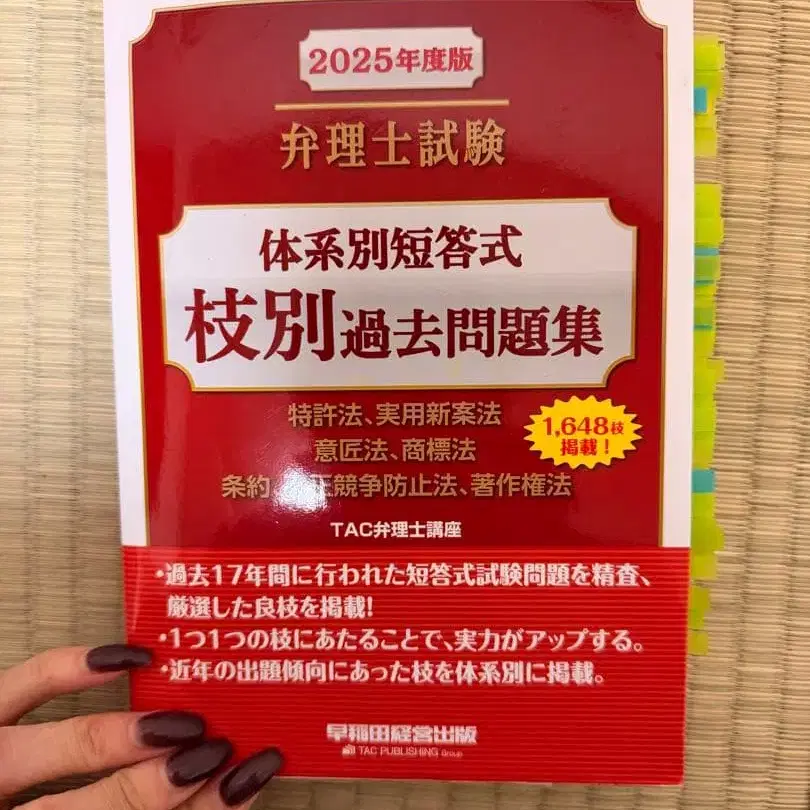 2025年度版
弁理士試験
体系別短答式
枝別過去問題集
特許法、実用新案法
意匠法、商標法
条約 正競争防止法、著作権法
1,648枝
掲載!
TAC弁理士講座
・過去17年間に行われた短答式試験問題を精査、
厳選した良枝を掲載!
・1つ1つの枝にあたることで、実力がアップする。
・近年の出題傾向にあった枝を体系別に掲載。
早稲田経営出版
TAC PUBLISHING Group